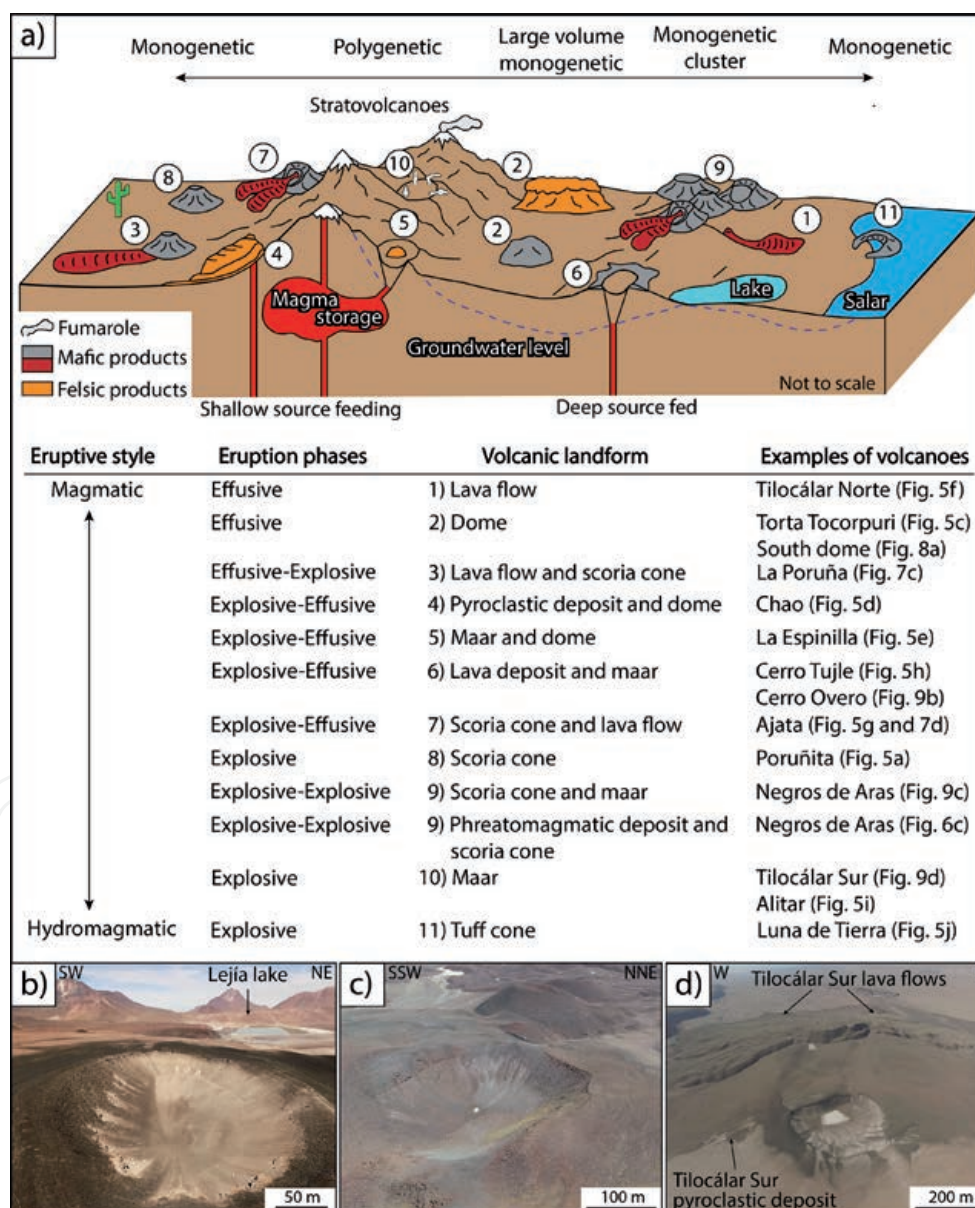 a)
Monogenetic
Polygenetic
Large volume
monogenetic
Monogenetic
cluster
Monogenetic
Stratovolcanoes
7
10
2
9
8
3
5
2
1
11
4
6
Magma
storage
Lake
Salar
Groundwater level
Fumarole
Mafic products
Felsic products
Not to scale
Shallow source feeding
Deep source fed
Eruptive style Eruption phases Volcanic landform Examples of volcanoes
Magmatic Effusive 1) Lava flow Tilocálar Norte (Fig. 5f)
Effusive 2) Dome Torta Tocorpuri (Fig. 5c)
South dome (Fig. 8a)
Effusive-Explosive 3) Lava flow and scoria cone La Poruña (Fig. 7c)
Explosive-Effusive 4) Pyroclastic deposit and dome Chao (Fig. 5d)
Explosive-Effusive 5) Maar and dome La Espinilla (Fig. 5e)
Explosive-Effusive 6) Lava deposit and maar Cerro Tujle (Fig. 5h)
Cerro Overo (Fig. 9b)
Explosive-Effusive 7) Scoria cone and lava flow Ajata (Fig. 5g and 7d)
Explosive 8) Scoria cone Poruñita (Fig. 5a)
Explosive-Explosive 9) Scoria cone and maar Negros de Aras (Fig. 9c)
Explosive-Explosive 9) Phreatomagmatic deposit and Negros de Aras (Fig. 6c)
scoria cone
Explosive 10) Maar Tilocálar Sur (Fig. 9d)
Alitar (Fig. 5i)
Hydromagmatic Explosive 11) Tuff cone Luna de Tierra (Fig. 5j)
b) SW Lejía lake NE
50 m
c) SSW NNE
100 m
d) W
Tilocálar Sur lava flows
Tilocálar Sur
pyroclastic deposit
200 m